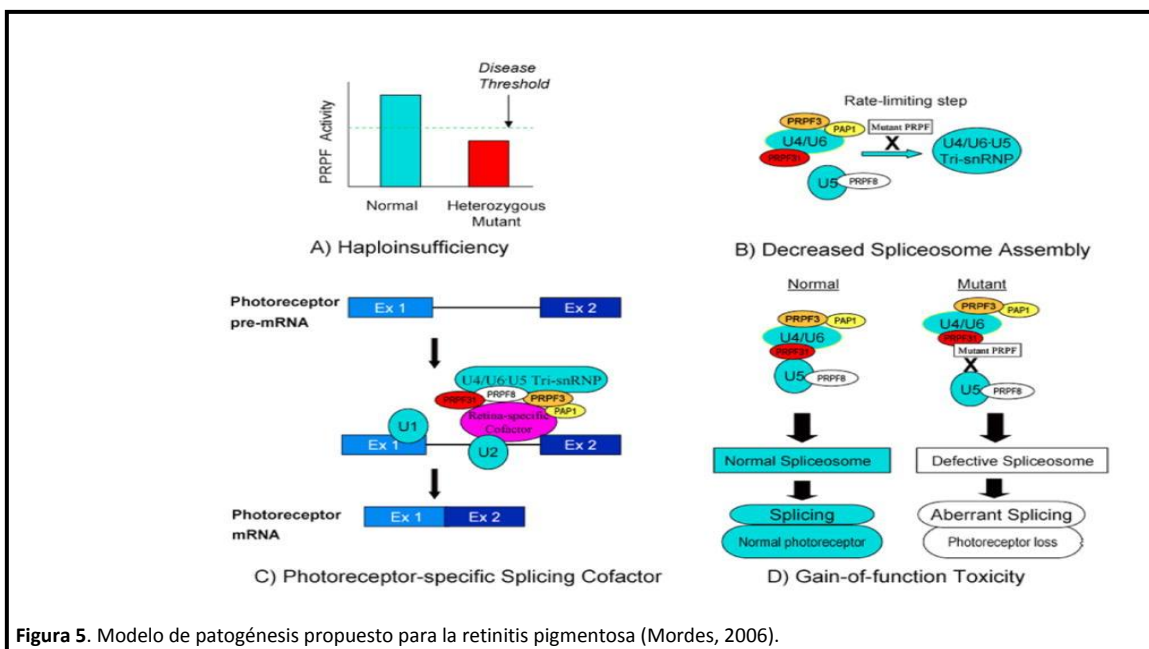 Disease
Threshold
PRPF Activity
Normal
Heterozygous
Mutant
A) Haploinsufficiency
Rate-limiting step
PRPF3
PAP1
U4/U6
PRPF31
Mutant PRPF
X
U4/U6·U5
Tri-snRNP
U5
PRPF8
B) Decreased Spliceosome Assembly
Photoreceptor
pre-mRNA
Ex 1
Ex 2
U4/U6·U5 Tri-snRNP
PRPF31
PRPF8
PRPF3
PAP1
Retina-specific
Cofactor
U1
Ex 1
U2
Ex 2
Photoreceptor
mRNA
Ex 1
Ex 2
C) Photoreceptor-specific Splicing Cofactor
Normal
PRPF3
PAP1
U4/U6
PRPF31
U5
PRPF8
Normal Spliceosome
Splicing
Normal photoreceptor
Mutant
PRPF3
PAP1
U4/U6
PRPF31
Mutant PRPF
X
U5
PRPF8
Defective Spliceosome
Aberrant Splicing
Photoreceptor loss
D) Gain-of-function Toxicity
Figura 5. Modelo de patogénesis propuesto para la retinitis pigmentosa (Mordes, 2006).